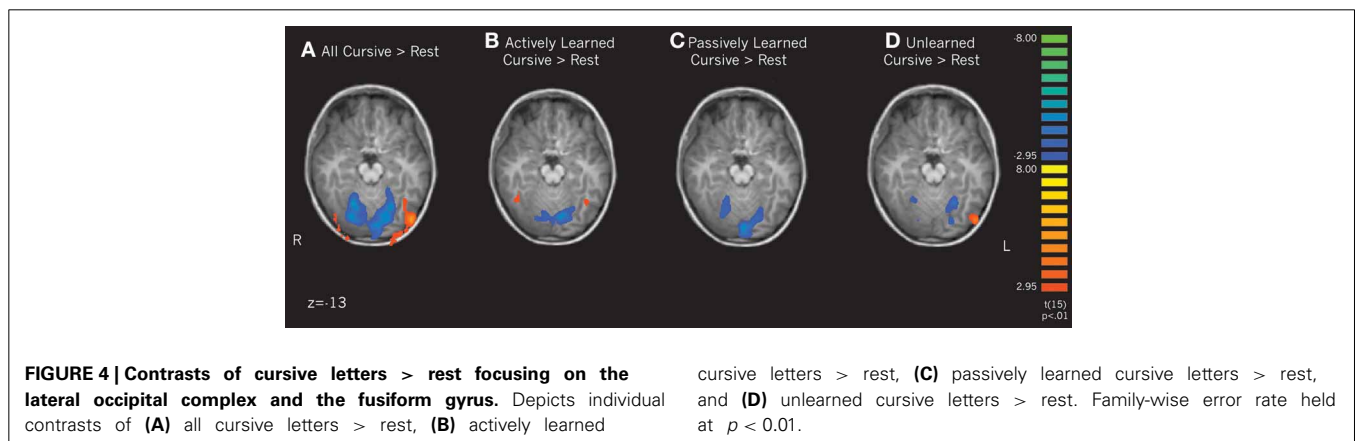 A All Cursive > Rest
B Actively Learned
Cursive > Rest
C Passively Learned
Cursive > Rest
D Unlearned
Cursive > Rest
-8.00
-2.95
8.00
2.95
t(15)
p<.01
R
L
z=-13
FIGURE 4 | Contrasts of cursive letters > rest focusing on the
lateral occipital complex and the fusiform gyrus. Depicts individual
contrasts of (A) all cursive letters > rest, (B) actively learned
cursive letters > rest, (C) passively learned cursive letters > rest,
and (D) unlearned cursive letters > rest. Family-wise error rate held
at p < 0.01.